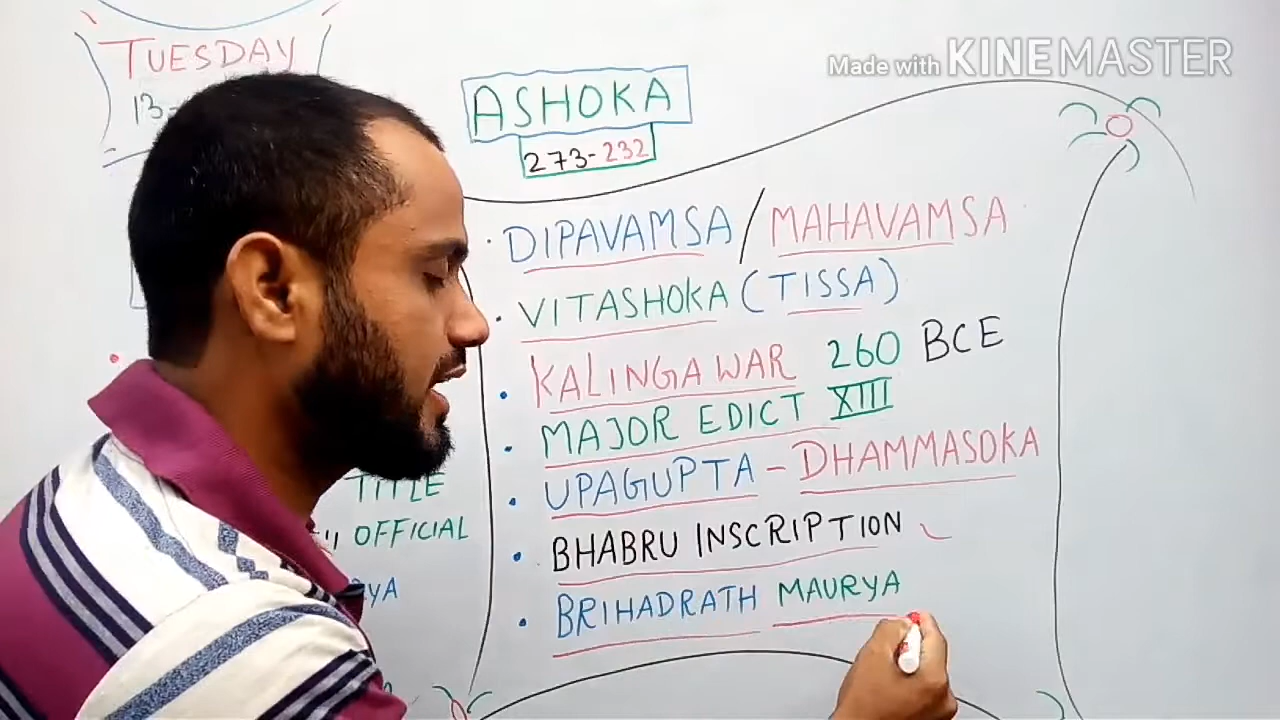 TUESDAY
13-
Made with KINEMASTER
ASHOKA
273-232
• DIPAVAMSA / MAHAVAMSA
• VITASHOKA (TISSA)
• KALINGA WAR 260 BCE
• MAJOR EDICT XIII
• UPAGUPTA - DHAMMASOKA
• BHABRU INSCRIPTION
• BRIHADRATH MAURYA
TITLE
" OFFICIAL
YA